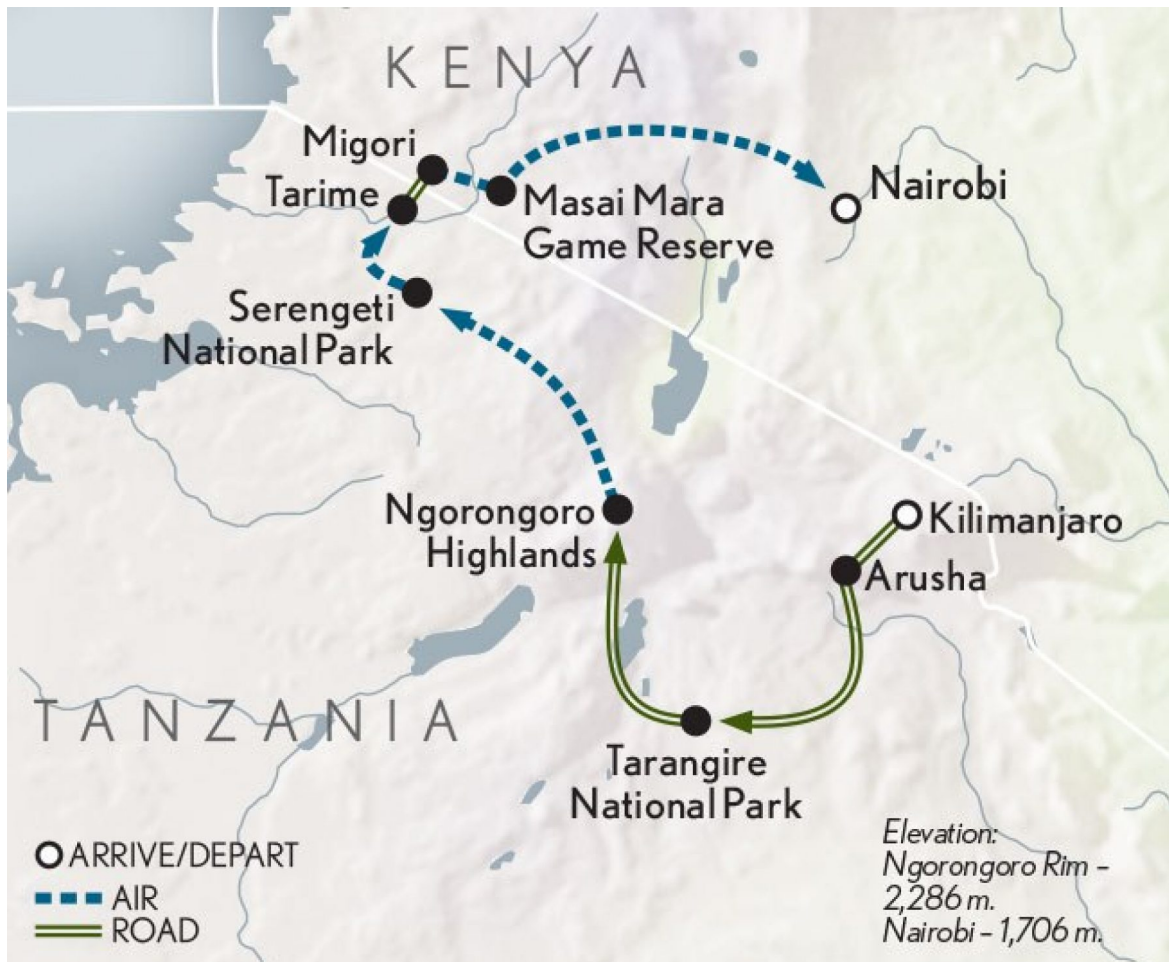 KENYA
Migori
Tarime
Masai Mara
Game Reserve
Nairobi
Serengeti
National Park
Ngorongoro
Highlands
Kilimanjaro
Arusha
TANZANIA
Tarangire
National Park
ARRIVE/DEPART
AIR
ROAD
Elevation:
Ngorongoro Rim –
2,286 m.
Nairobi – 1,706 m.